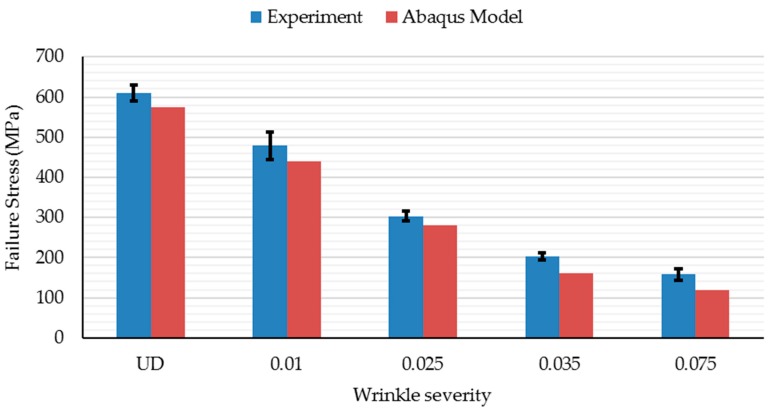 Experiment Abaqus Model
700
600
500
400
300
200
100
0
Failure Stress (MPa)
UD 0.01 0.025 0.035 0.075
Wrinkle severity